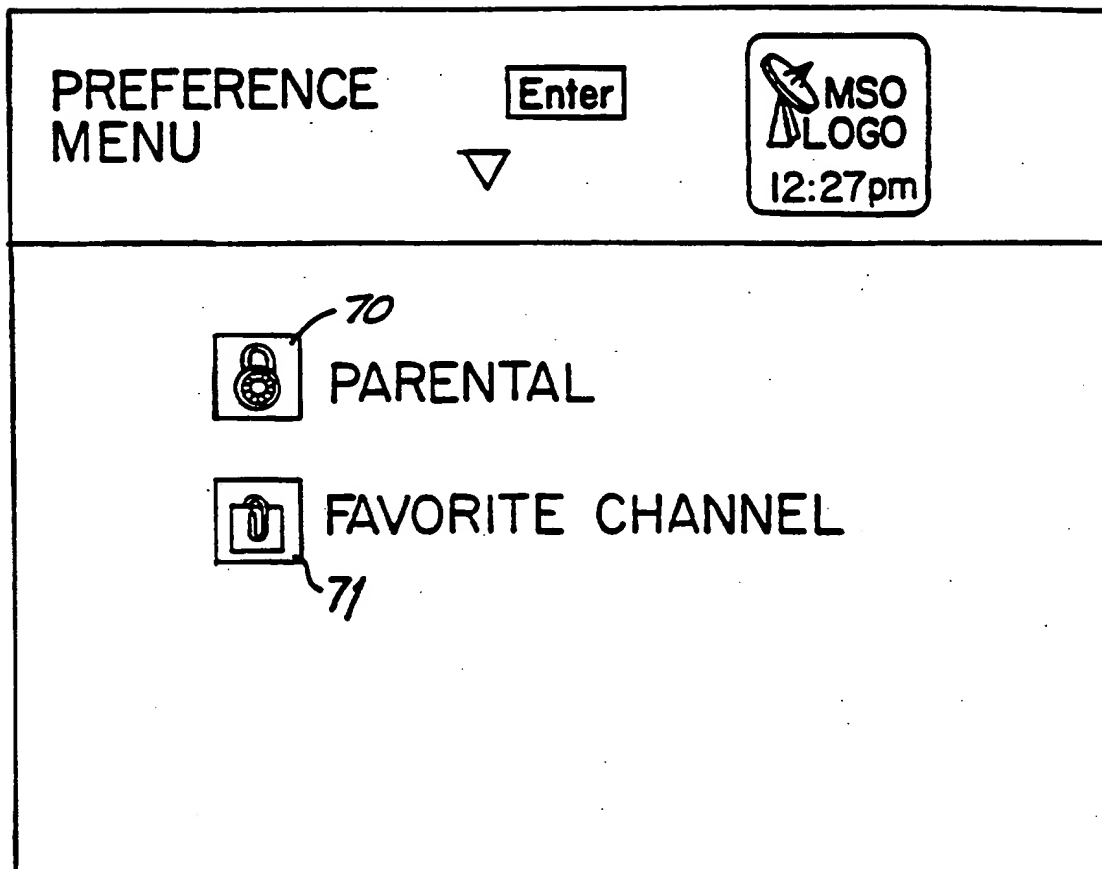 PREFERENCE
MENU
Enter
MSO
LOGO
12:27pm
70
PARENTAL
FAVORITE CHANNEL
71